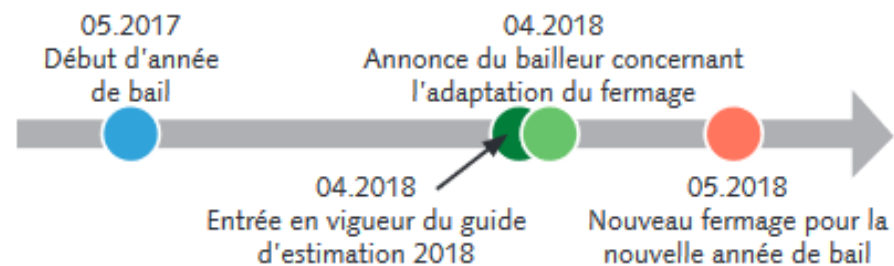 05.2017
Début d'année
de bail
04.2018
Annonce du bailleur concernant
l'adaptation du fermage
04.2018
Entrée en vigueur du guide
d'estimation 2018
05.2018
Nouveau fermage pour la
nouvelle année de bail